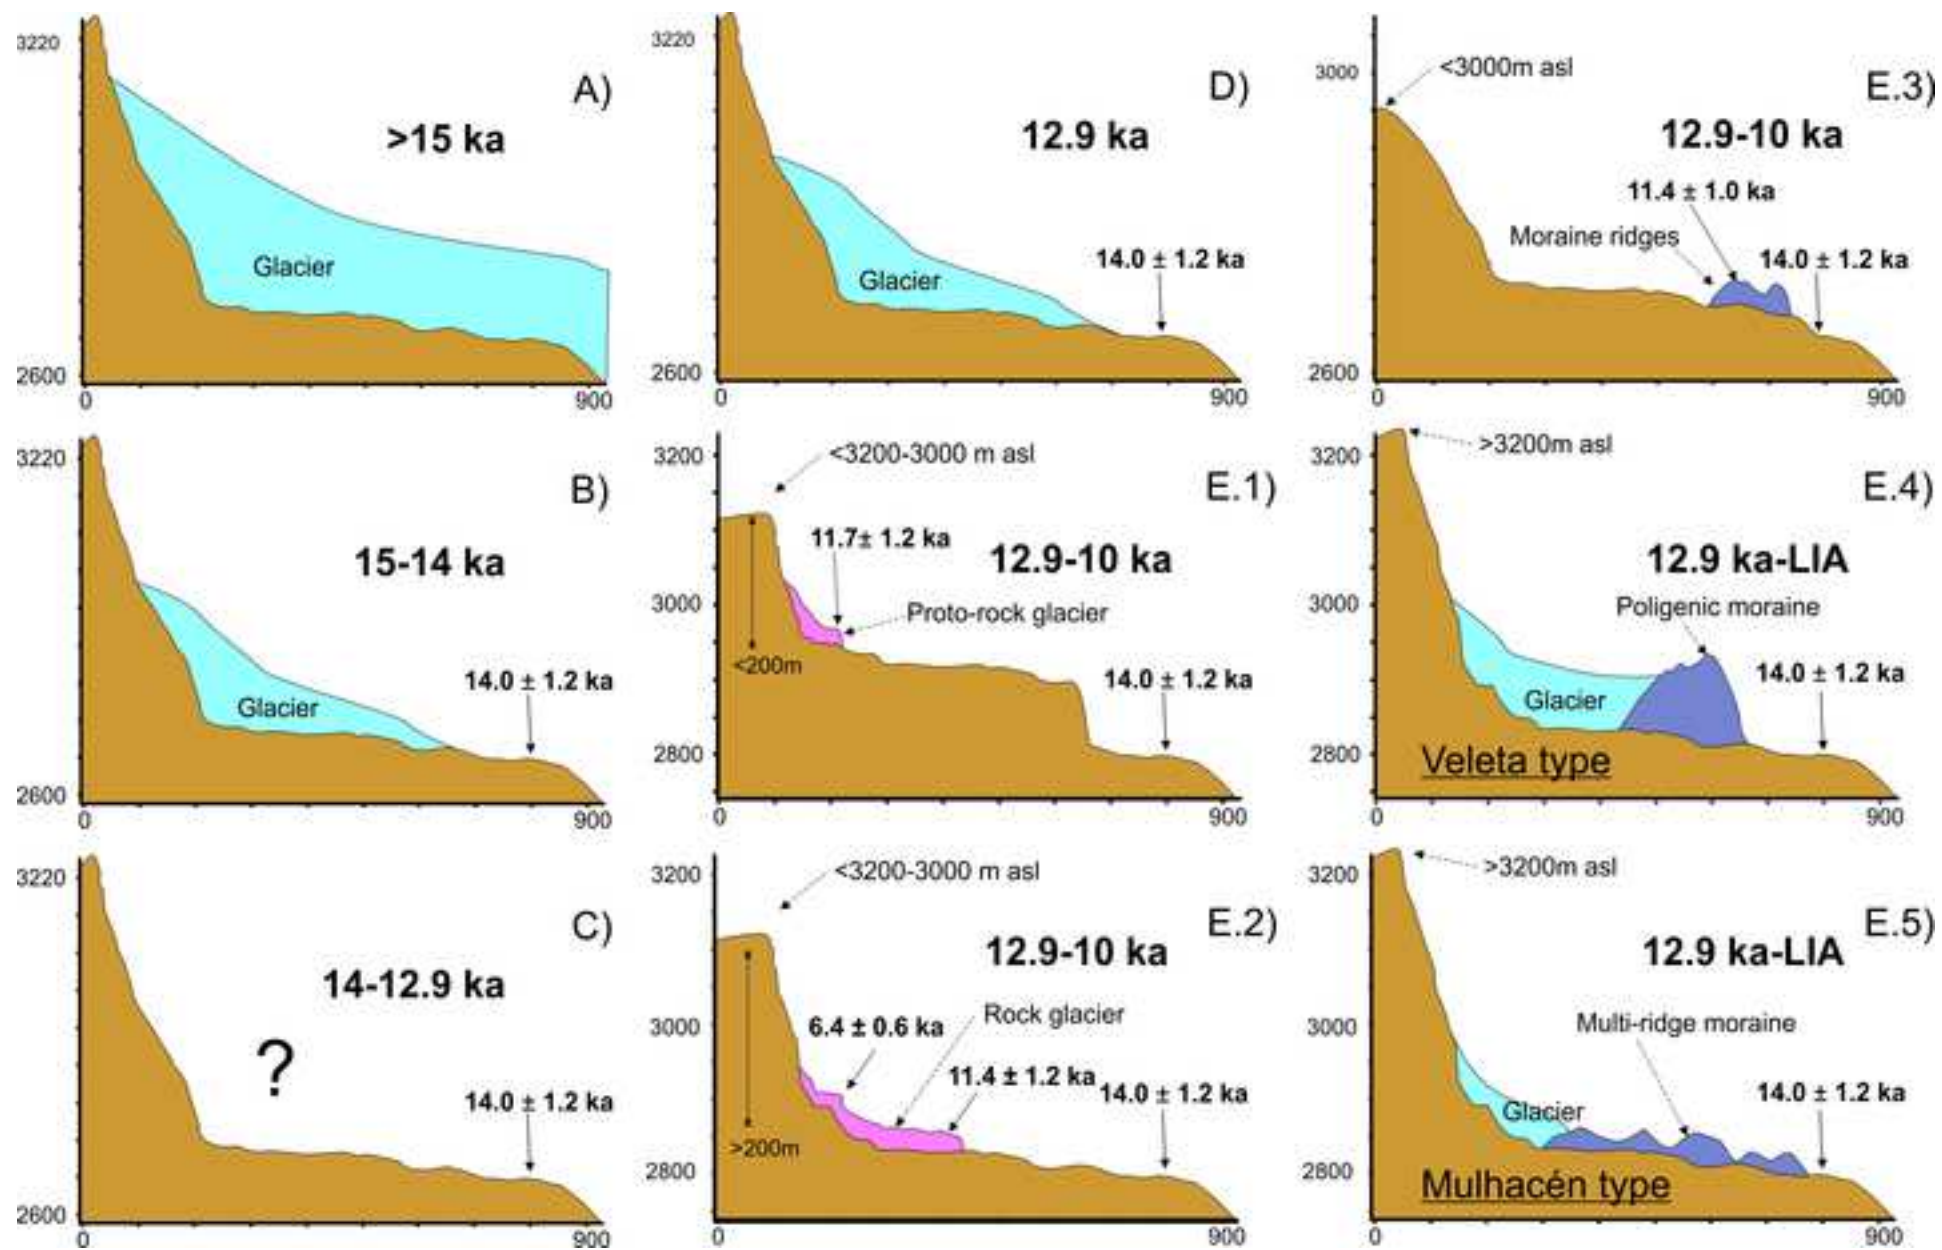 3220
A)
>15 ka
Glacier
2600
0
900
3220
B)
15-14 ka
14.0 ± 1.2 ka
Glacier
2600
0
900
3220
C)
14-12.9 ka
?
14.0 ± 1.2 ka
2600
0
900
3220
D)
12.9 ka
14.0 ± 1.2 ka
Glacier
2600
0
900
3200
<3200-3000 m asl
E.1)
11.7± 1.2 ka
12.9-10 ka
3000
Proto-rock glacier
<200m
14.0 ± 1.2 ka
2800
0
900
3200
<3200-3000 m asl
E.2)
12.9-10 ka
3000
6.4 ± 0.6 ka
Rock glacier
11.4 ± 1.2 ka
14.0 ± 1.2 ka
>200m
2800
0
900
3000
<3000m asl
E.3)
12.9-10 ka
11.4 ± 1.0 ka
Moraine ridges
14.0 ± 1.2 ka
2600
0
900
3200
>3200m asl
E.4)
12.9 ka-LIA
3000
Poligenic moraine
14.0 ± 1.2 ka
Glacier
2800
Veleta type
0
900
3200
>3200m asl
E.5)
12.9 ka-LIA
3000
Multi-ridge moraine
14.0 ± 1.2 ka
Glacier
2800
Mulhacén type
0
900